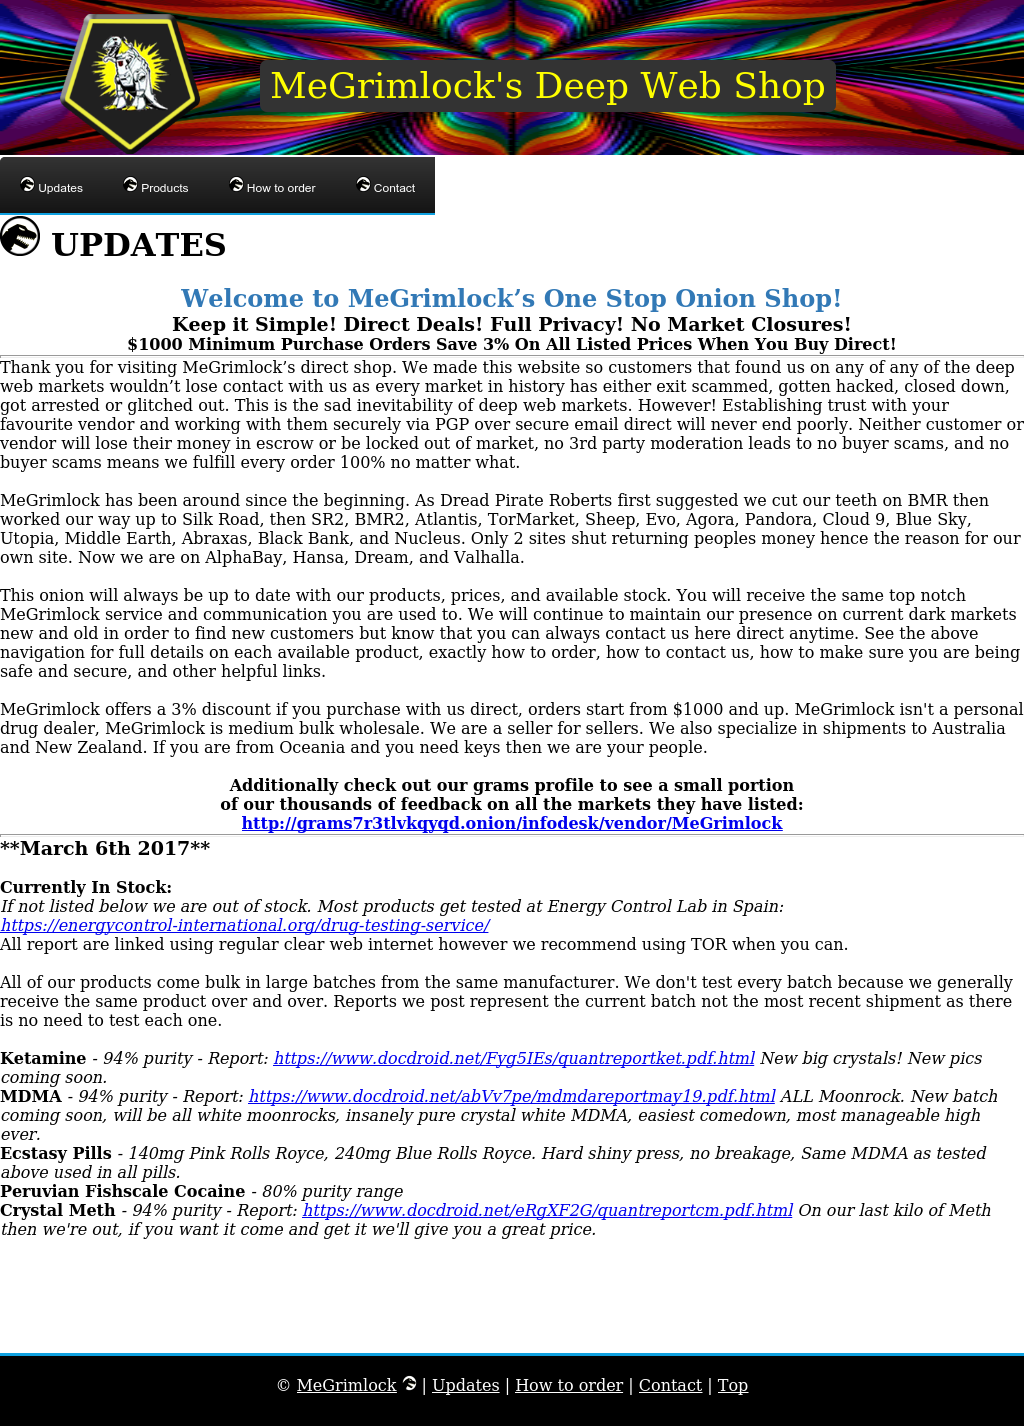 MeGrimlock's Deep Web Shop
Updates Products How to order Contact
UPDATES
Welcome to MeGrimlock’s One Stop Onion Shop!
Keep it Simple! Direct Deals! Full Privacy! No Market Closures!
$1000 Minimum Purchase Orders Save 3% On All Listed Prices When You Buy Direct!
Thank you for visiting MeGrimlock’s direct shop. We made this website so customers that found us on any of any of the deep
web markets wouldn’t lose contact with us as every market in history has either exit scammed, gotten hacked, closed down,
got arrested or glitched out. This is the sad inevitability of deep web markets. However! Establishing trust with your
favourite vendor and working with them securely via PGP over secure email direct will never end poorly. Neither customer or
vendor will lose their money in escrow or be locked out of market, no 3rd party moderation leads to no buyer scams, and no
buyer scams means we fulfill every order 100% no matter what.
MeGrimlock has been around since the beginning. As Dread Pirate Roberts first suggested we cut our teeth on BMR then
worked our way up to Silk Road, then SR2, BMR2, Atlantis, TorMarket, Sheep, Evo, Agora, Pandora, Cloud 9, Blue Sky,
Utopia, Middle Earth, Abraxas, Black Bank, and Nucleus. Only 2 sites shut returning peoples money hence the reason for our
own site. Now we are on AlphaBay, Hansa, Dream, and Valhalla.
This onion will always be up to date with our products, prices, and available stock. You will receive the same top notch
MeGrimlock service and communication you are used to. We will continue to maintain our presence on current dark markets
new and old in order to find new customers but know that you can always contact us here direct anytime. See the above
navigation for full details on each available product, exactly how to order, how to contact us, how to make sure you are being
safe and secure, and other helpful links.
MeGrimlock offers a 3% discount if you purchase with us direct, orders start from $1000 and up. MeGrimlock isn't a personal
drug dealer, MeGrimlock is medium bulk wholesale. We are a seller for sellers. We also specialize in shipments to Australia
and New Zealand. If you are from Oceania and you need keys then we are your people.
Additionally check out our grams profile to see a small portion
of our thousands of feedback on all the markets they have listed:
http://grams7r3tlvkqyqd.onion/infodesk/vendor/MeGrimlock
**March 6th 2017**
Currently In Stock:
If not listed below we are out of stock. Most products get tested at Energy Control Lab in Spain:
https://energycontrol-international.org/drug-testing-service/
All report are linked using regular clear web internet however we recommend using TOR when you can.
All of our products come bulk in large batches from the same manufacturer. We don't test every batch because we generally
receive the same product over and over. Reports we post represent the current batch not the most recent shipment as there
is no need to test each one.
Ketamine - 94% purity - Report: https://www.docdroid.net/Fyg5IEs/quantreportket.pdf.html New big crystals! New pics
coming soon.
MDMA - 94% purity - Report: https://www.docdroid.net/abVv7pe/mdmdareportmay19.pdf.html ALL Moonrock. New batch
coming soon, will be all white moonrocks, insanely pure crystal white MDMA, easiest comedown, most manageable high
ever.
Ecstasy Pills - 140mg Pink Rolls Royce, 240mg Blue Rolls Royce. Hard shiny press, no breakage, Same MDMA as tested
above used in all pills.
Peruvian Fishscale Cocaine - 80% purity range
Crystal Meth - 94% purity - Report: https://www.docdroid.net/eRgXF2G/quantreportcm.pdf.html On our last kilo of Meth
then we're out, if you want it come and get it we'll give you a great price.
© MeGrimlock | Updates | How to order | Contact | Top